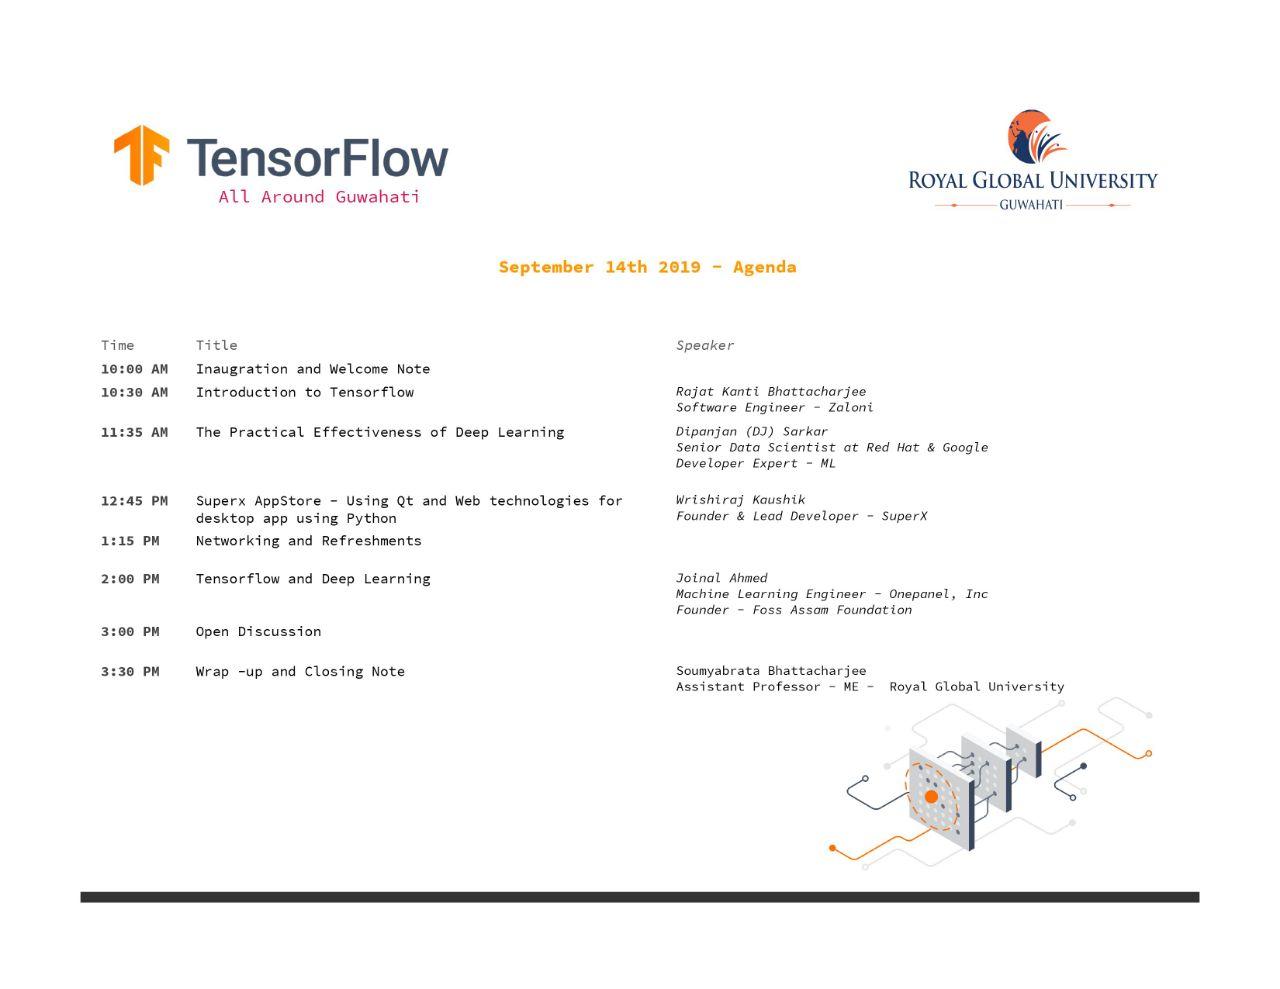 TensorFlow
All Around Guwahati
ROYAL GLOBAL UNIVERSITY
GUWAHATI
September 14th 2019 - Agenda
Time Title Speaker
10:00 AM Inaugration and Welcome Note
10:30 AM Introduction to Tensorflow Rajat Kanti Bhattacharjee
Software Engineer - Zaloni
11:35 AM The Practical Effectiveness of Deep Learning Dipanjan (DJ) Sarkar
Senior Data Scientist at Red Hat & Google
Developer Expert - ML
12:45 PM Superx AppStore - Using Qt and Web technologies for Wrishiraj Kaushik
desktop app using Python Founder & Lead Developer - SuperX
1:15 PM Networking and Refreshments
2:00 PM Tensorflow and Deep Learning Joinal Ahmed
Machine Learning Engineer - Onepanel, Inc
Founder - Foss Assam Foundation
3:00 PM Open Discussion
3:30 PM Wrap -up and Closing Note Soumyabrata Bhattacharjee
Assistant Professor - ME - Royal Global University